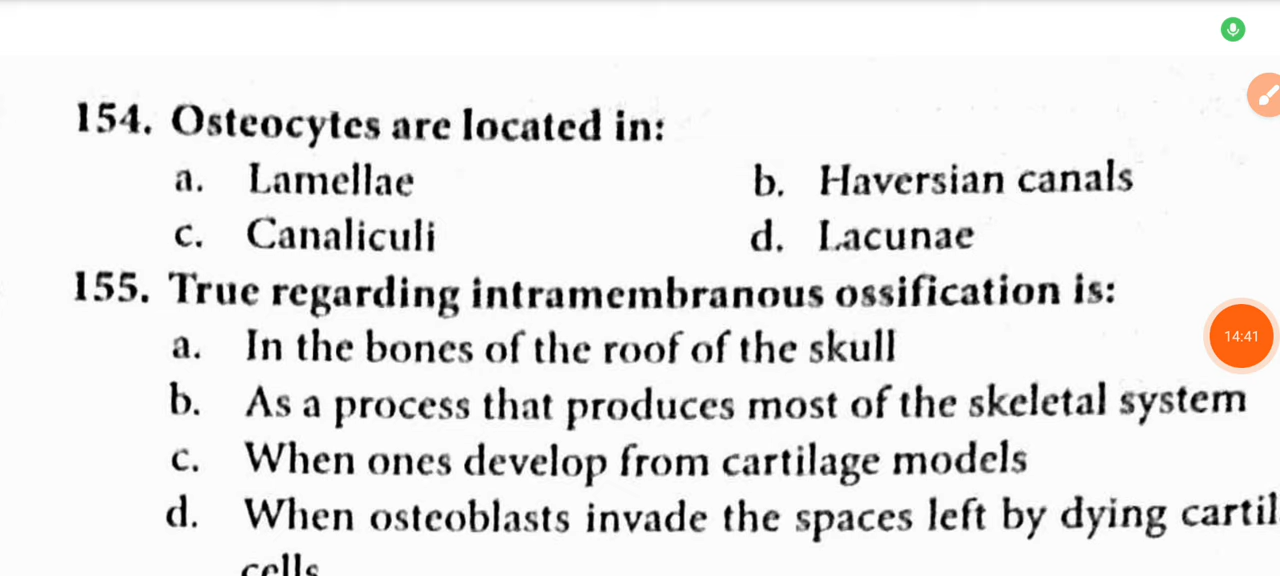 154. Osteocytes are located in:
a. Lamellae b. Haversian canals
c. Canaliculi d. Lacunae
155. True regarding intramembranous ossification is:
a. In the bones of the roof of the skull
14:41
b. As a process that produces most of the skeletal system
c. When ones develop from cartilage models
d. When osteoblasts invade the spaces left by dying cartil
cells